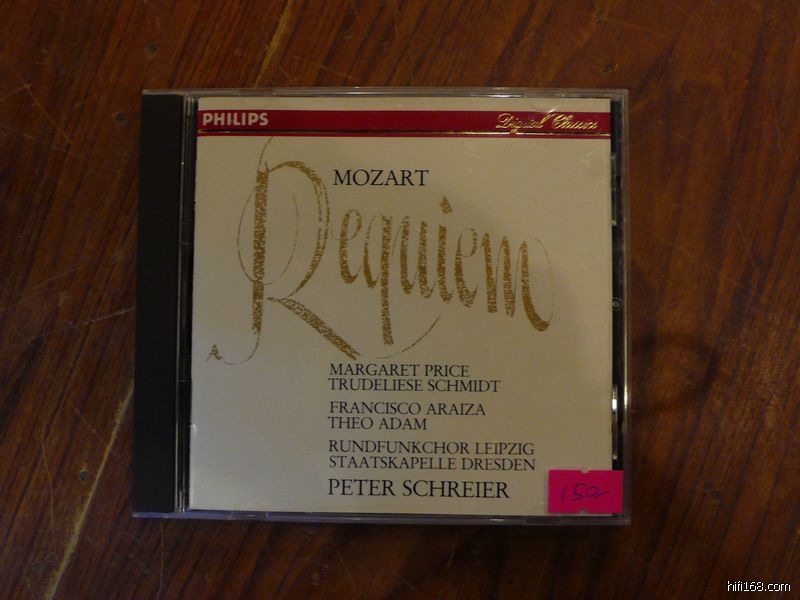 PHILIPS
Digital Classics
MOZART
Requiem
MARGARET PRICE
TRUDELIESE SCHMIDT
FRANCISCO ARAIZA
THEO ADAM
RUNDFUNKCHOR LEIPZIG
STAATSKAPELLE DRESDEN
PETER SCHREIER
150-
hifi168.com